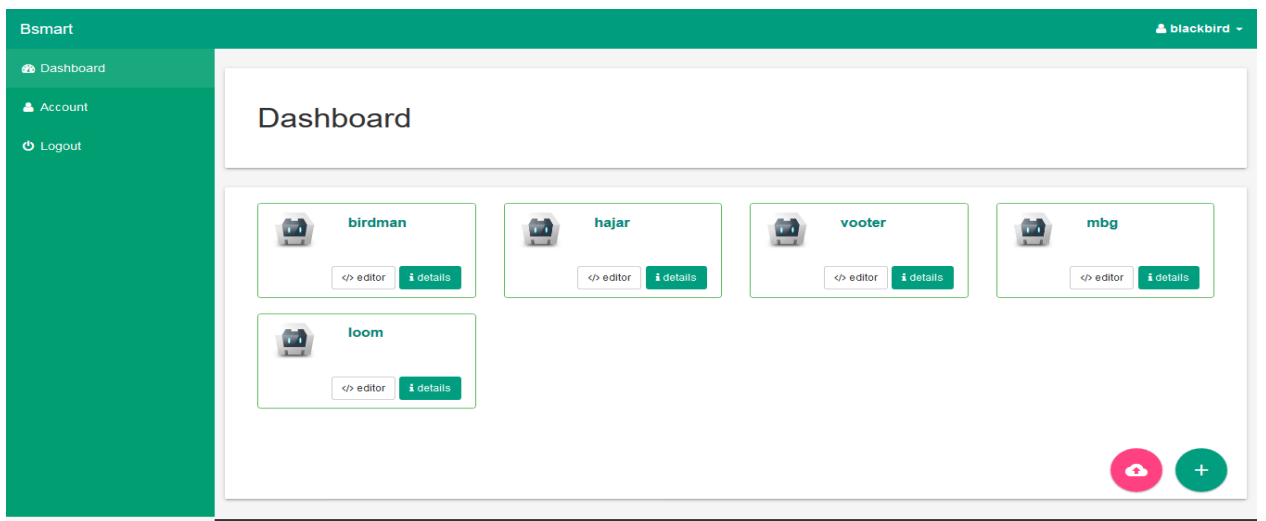 Bsmart
blackbird
Dashboard
Account
Logout
Dashboard
birdman
</> editor
i details
hajar
</> editor
i details
vooter
</> editor
i details
mbg
</> editor
i details
loom
</> editor
i details
+